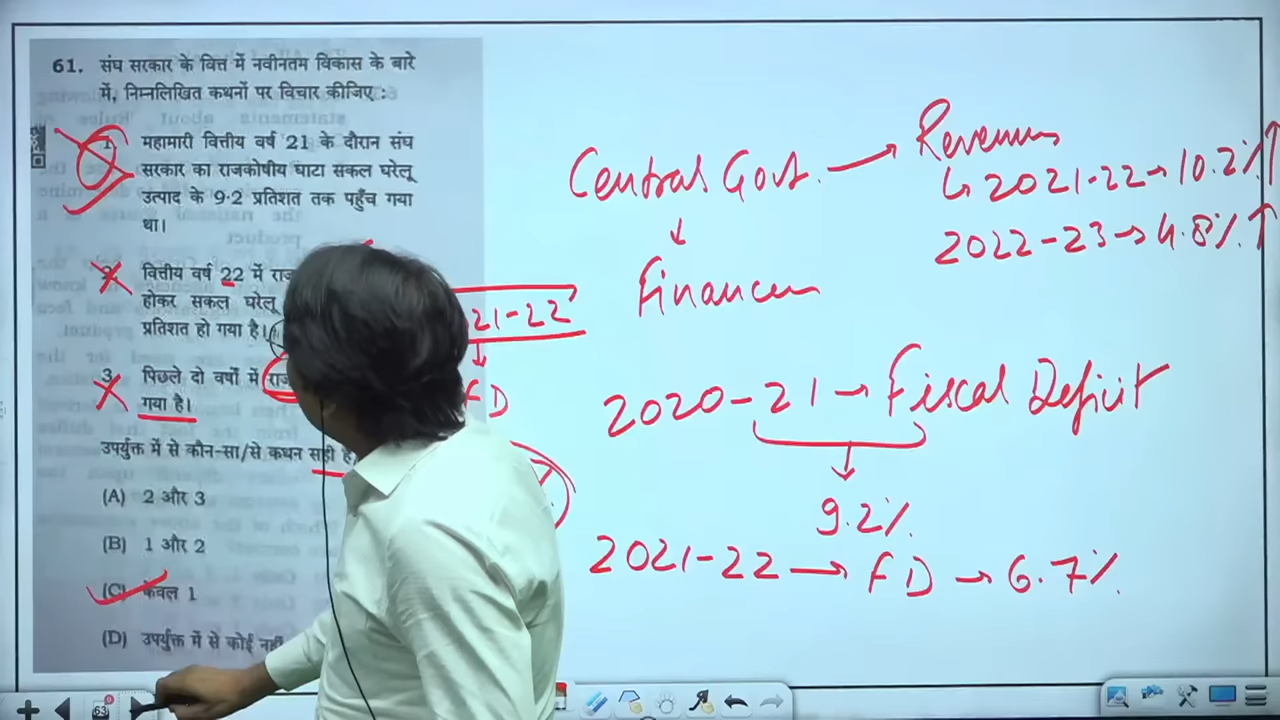 61. संघ सरकार के वित्त में नवीनतम विकास के बारे
में, निम्नलिखित कथनों पर विचार कीजिए :
1. महामारी वित्तीय वर्ष 21 के दौरान संघ
सरकार का राजकोषीय घाटा सकल घरेलू
उत्पाद के 9·2 प्रतिशत तक पहुँच गया
था।
2. वित्तीय वर्ष 22 में
होकर सकल घरेलू
प्रतिशत हो गया है।
3. पिछले दो वर्षों में
गया है।
उपर्युक्त में से कौन-सा/से कथन सही
(A) 2 और 3
(B) 1 और 2
(C) केवल 1
(D) उपर्युक्त में से कोई नहीं
21-22
FD
Central Govt. → Revenues
↳ 2021-22 → 10.2% ↑
2022-23 → 4.8% ↑
↓
Finances
2020-21 → Fiscal Deficit
↓
9.2%
2021-22 → FD → 6.7%
63